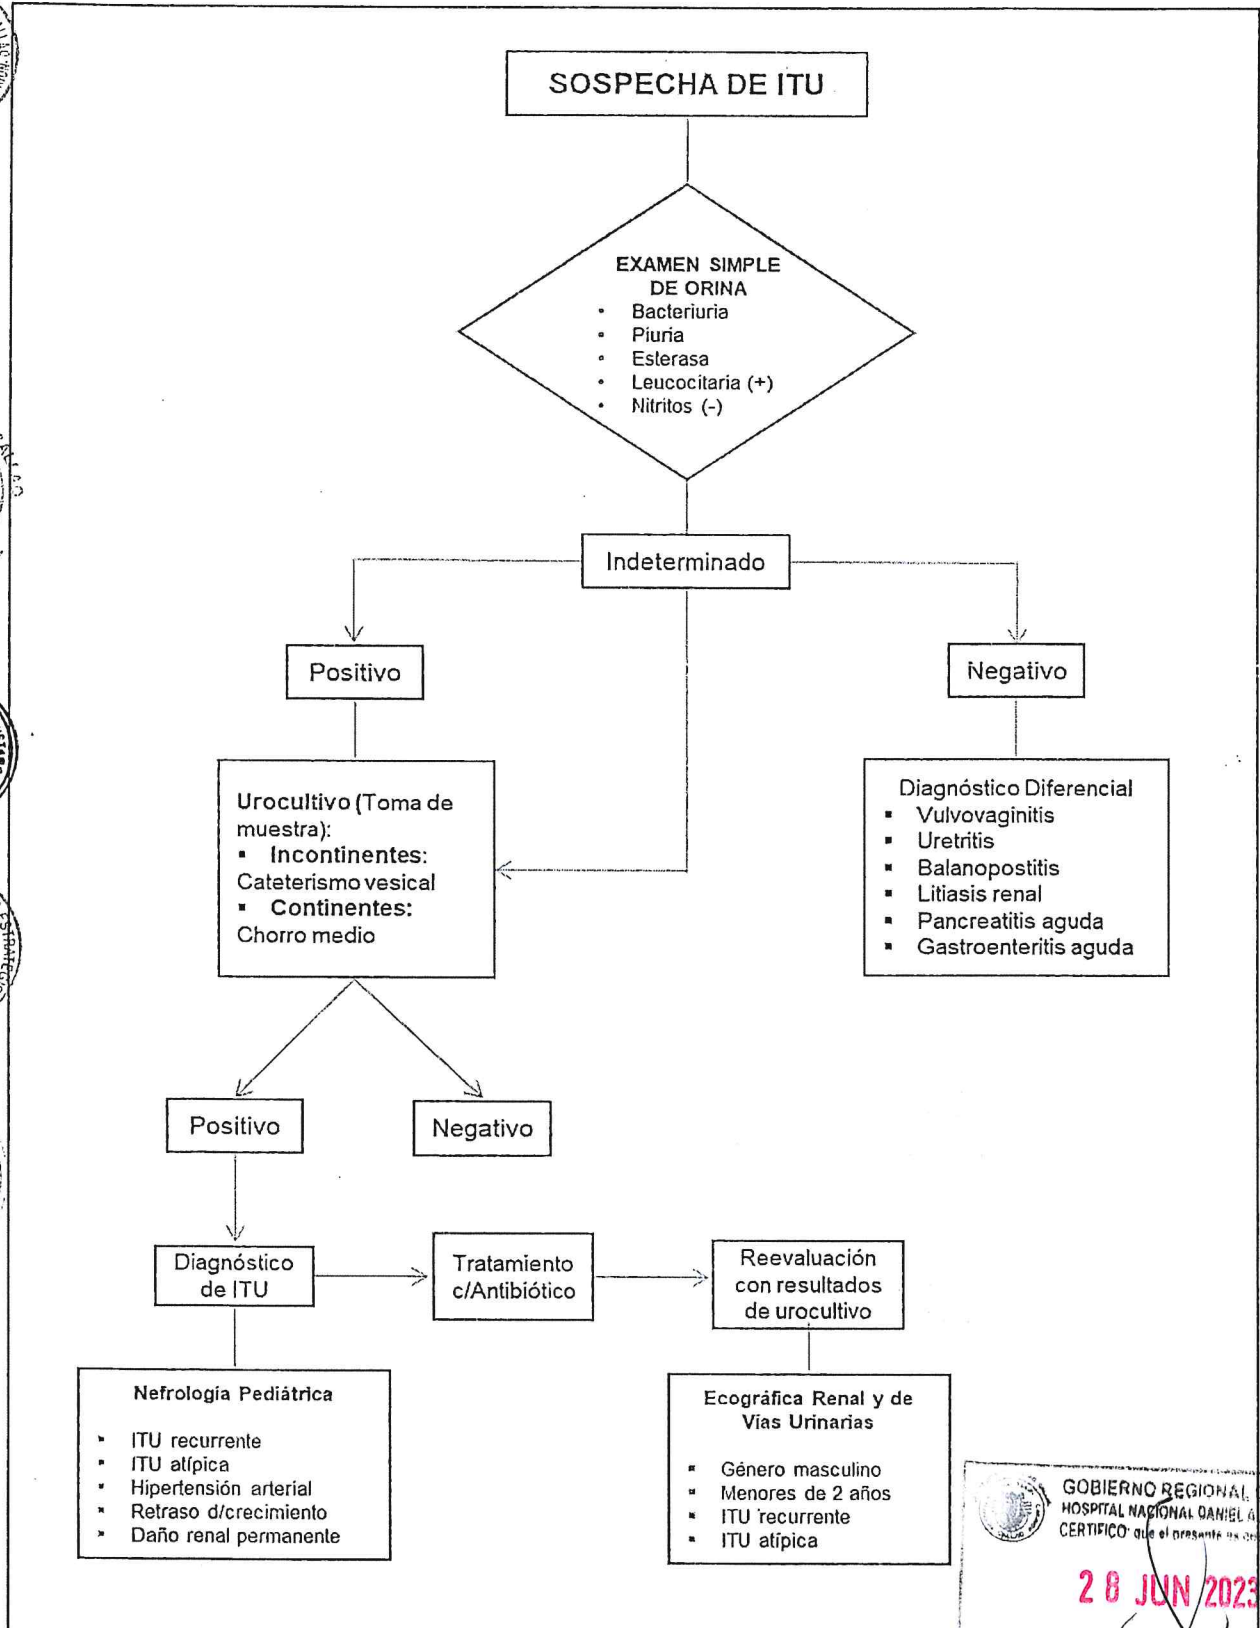 SOSPECHA DE ITU
EXAMEN SIMPLE
DE ORINA
• Bacteriuria
• Piuria
• Esterasa
• Leucocitaria (+)
• Nitritos (-)
Indeterminado
Positivo
Negativo
Urocultivo (Toma de
muestra):
▪ Incontinentes:
Cateterismo vesical
▪ Continentes:
Chorro medio
Diagnóstico Diferencial
▪ Vulvovaginitis
▪ Uretritis
▪ Balanopostitis
▪ Litiasis renal
▪ Pancreatitis aguda
▪ Gastroenteritis aguda
Positivo
Negativo
Diagnóstico
de ITU
Tratamiento
c/Antibiótico
Reevaluación
con resultados
de urocultivo
Nefrología Pediátrica
▪ ITU recurrente
▪ ITU atípica
▪ Hipertensión arterial
▪ Retraso d/crecimiento
▪ Daño renal permanente
Ecográfica Renal y de
Vías Urinarias
▪ Género masculino
▪ Menores de 2 años
▪ ITU recurrente
▪ ITU atípica
GOBIERNO REGIONAL
HOSPITAL NACIONAL DANIEL A
CERTIFICO: que el presente es
28 JUN 2023